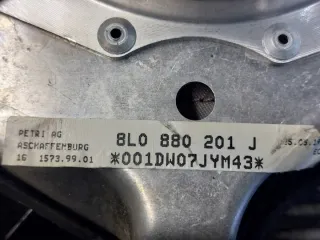 PETRI AG
ASCHAFFENBURG
16 1573.99.01
8L0 880 201 J
*001DW07JYM43*